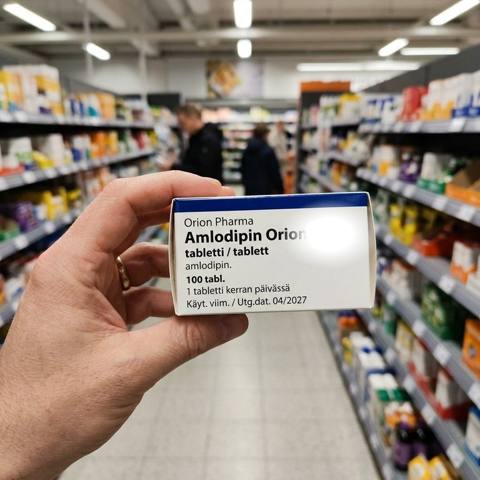 Orion Pharma
Amlodipin Orion
tabletti / tablett
amlodipin.
100 tabl.
1 tabletti kerran päivässä
Käyt. viim. / Utg.dat. 04/2027